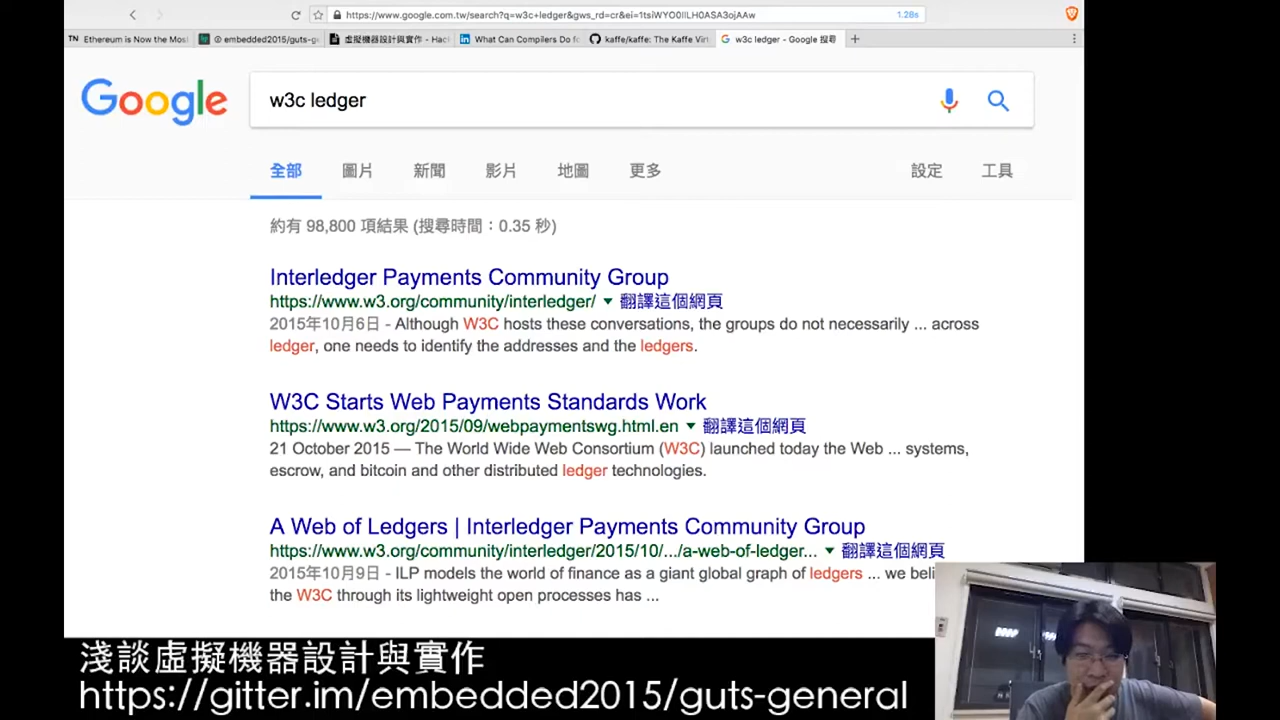 https://www.google.com.tw/search?q=w3c+ledger&gws_rd=cr&ei=1tsiWYO0IILH0ASA3ojAAw
1.28s
TN Ethereum is Now the Most
embedded2015/guts-g
虛擬機器設計與實作 - Hac
What Can Compilers Do fo
kaffe/kaffe: The Kaffe Virt
w3c ledger - Google 搜尋
Google
w3c ledger
全部 圖片 新聞 影片 地圖 更多 設定 工具
約有 98,800 項結果 (搜尋時間：0.35 秒)
Interledger Payments Community Group
https://www.w3.org/community/interledger/ 翻譯這個網頁
2015年10月6日 - Although W3C hosts these conversations, the groups do not necessarily ... across
ledger, one needs to identify the addresses and the ledgers.
W3C Starts Web Payments Standards Work
https://www.w3.org/2015/09/webpaymentswg.html.en 翻譯這個網頁
21 October 2015 — The World Wide Web Consortium (W3C) launched today the Web ... systems,
escrow, and bitcoin and other distributed ledger technologies.
A Web of Ledgers | Interledger Payments Community Group
https://www.w3.org/community/interledger/2015/10/.../a-web-of-ledger... 翻譯這個網頁
2015年10月9日 - ILP models the world of finance as a giant global graph of ledgers ... we beli
the W3C through its lightweight open processes has ...
淺談虛擬機器設計與實作
https://gitter.im/embedded2015/guts-general